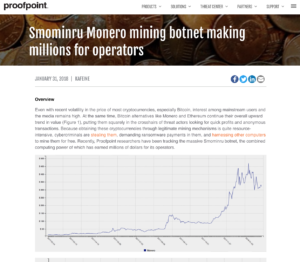 proofpoint.
PRODUCTS
SOLUTIONS
THREAT CENTER
PARTNERS
MENU
Smominru Monero mining botnet making
millions for operators
JANUARY 31, 2018 | KAFEINE
Overview
Even with recent volatility in the price of most cryptocurrencies, especially Bitcoin, interest among mainstream users and
the media remains high. At the same time, Bitcoin alternatives like Monero and Ethereum continue their overall upward
trend in value (Figure 1), putting them squarely in the crosshairs of threat actors looking for quick profits and anonymous
transactions. Because obtaining these cryptocurrencies through legitimate mining mechanisms is quite resource-
intensive, cybercriminals are stealing them, demanding ransomware payments in them, and harnessing other computers
to mine them for free. Recently, Proofpoint researchers have been tracking the massive Smominru botnet, the combined
computing power of which has earned millions of dollars for its operators.